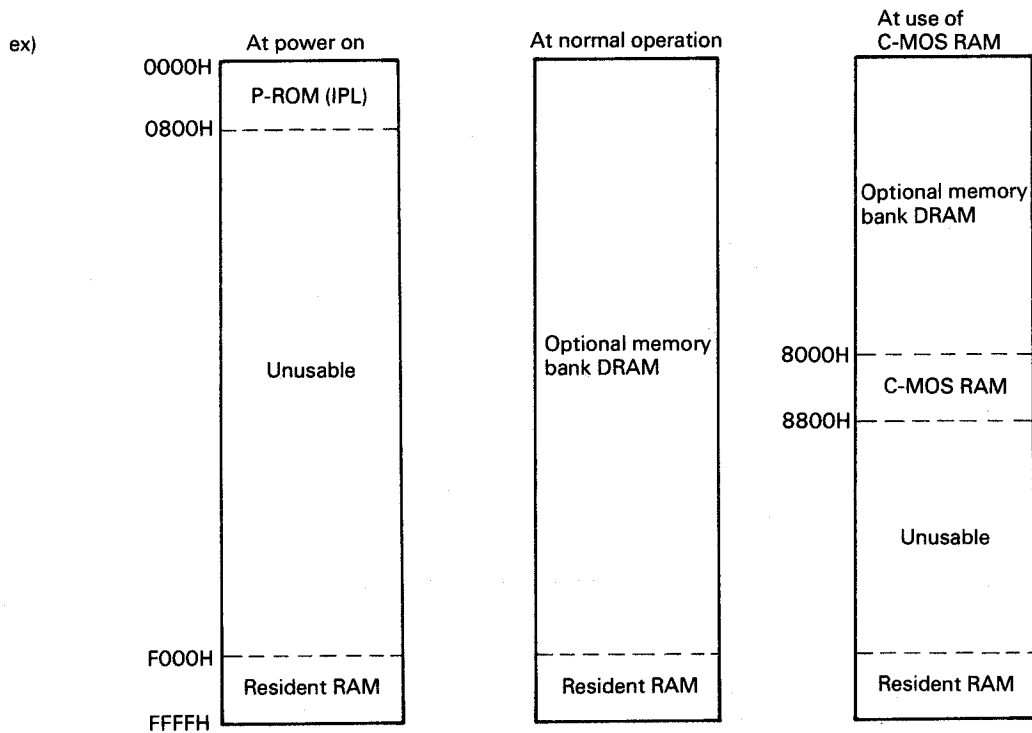 ex)
At power on
0000H
P-ROM (IPL)
0800H
Unusable
F000H
Resident RAM
FFFFH
At normal operation
Optional memory
bank DRAM
Resident RAM
At use of
C-MOS RAM
Optional memory
bank DRAM
8000H
C-MOS RAM
8800H
Unusable
Resident RAM